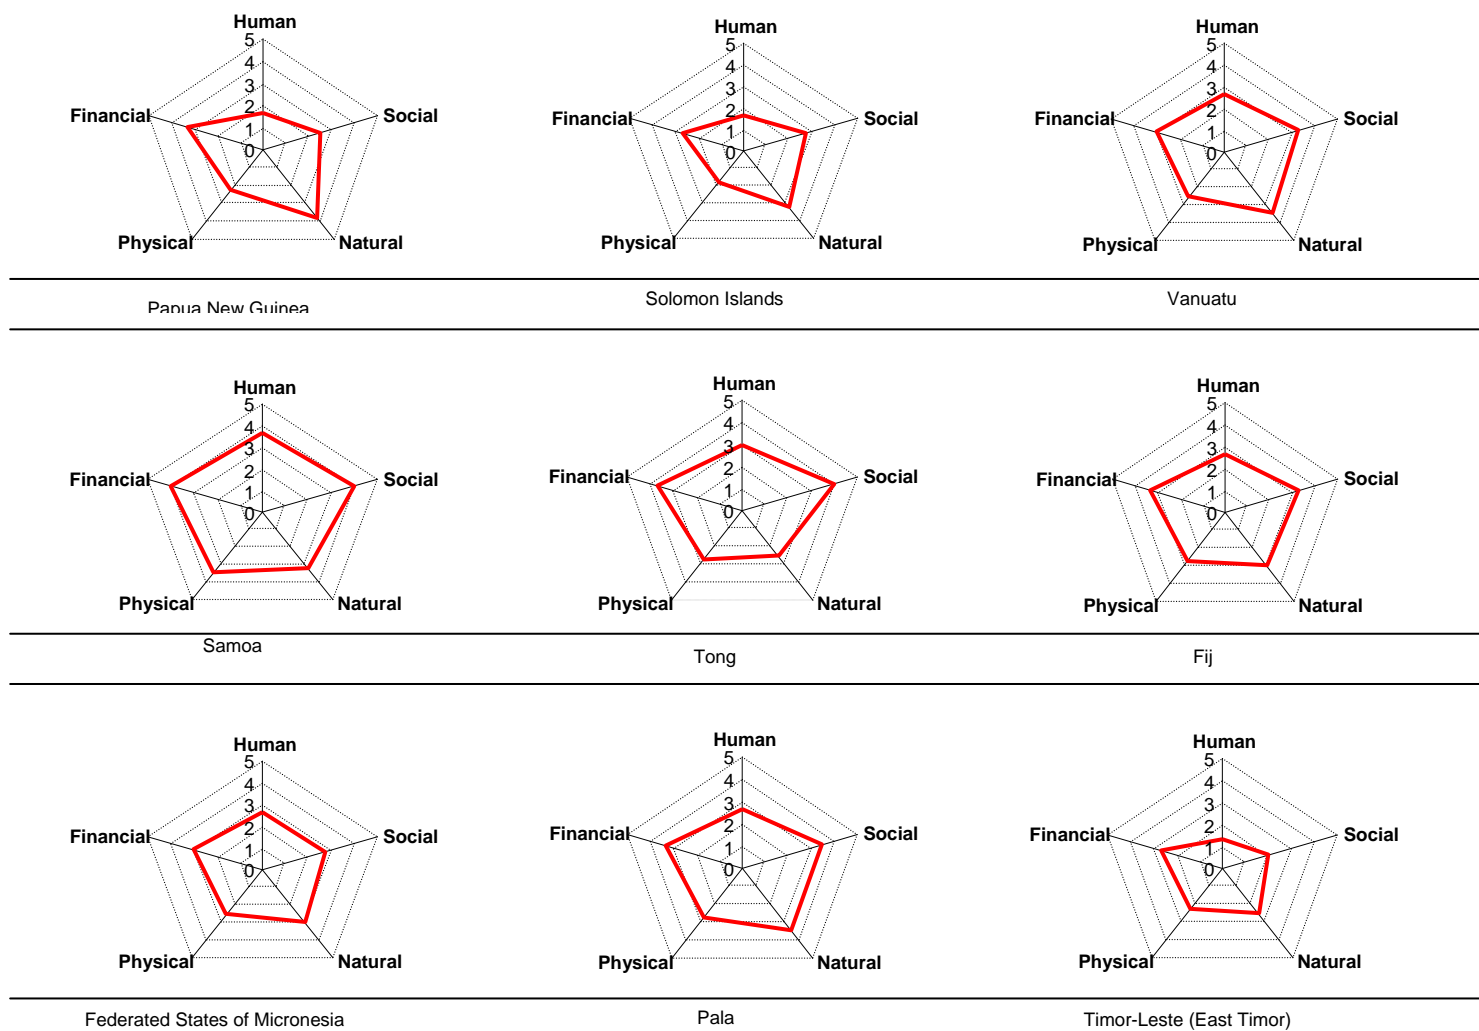 Human
5
4
3
2
1
0
Financial
Social
Physical
Natural
Human
5
4
3
2
1
0
Financial
Social
Physical
Natural
Human
5
4
3
2
1
0
Financial
Social
Physical
Natural
Papua New Guinea
Solomon Islands
Vanuatu
Human
5
4
3
2
1
0
Financial
Social
Physical
Natural
Human
5
4
3
2
1
0
Financial
Social
Physical
Natural
Human
5
4
3
2
1
0
Financial
Social
Physical
Natural
Samoa
Tong
Fij
Human
5
4
3
2
1
0
Financial
Social
Physical
Natural
Human
5
4
3
2
1
0
Financial
Social
Physical
Natural
Human
5
4
3
2
1
0
Financial
Social
Physical
Natural
Federated States of Micronesia
Pala
Timor-Leste (East Timor)